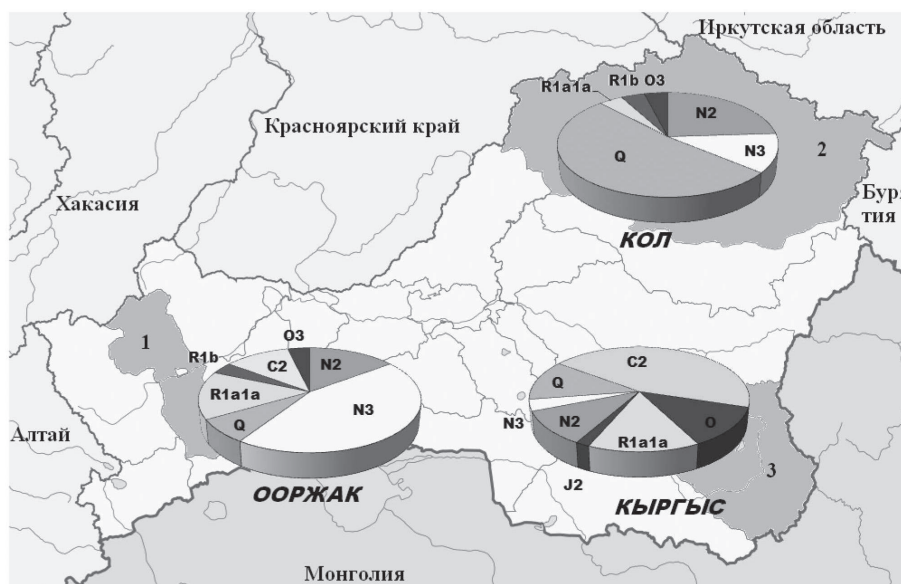 Иркутская область
R1a1a
R1b
O3
N2
N3
Q
2
КОЛ
Красноярский край
Хакасия
Буря
тия
1
O3
R1b
C2
N2
R1a1a
N3
Q
ООРЖАК
C2
Q
N3
N2
O
R1a1a
J2
3
КЫРГЫС
Алтай
Монголия